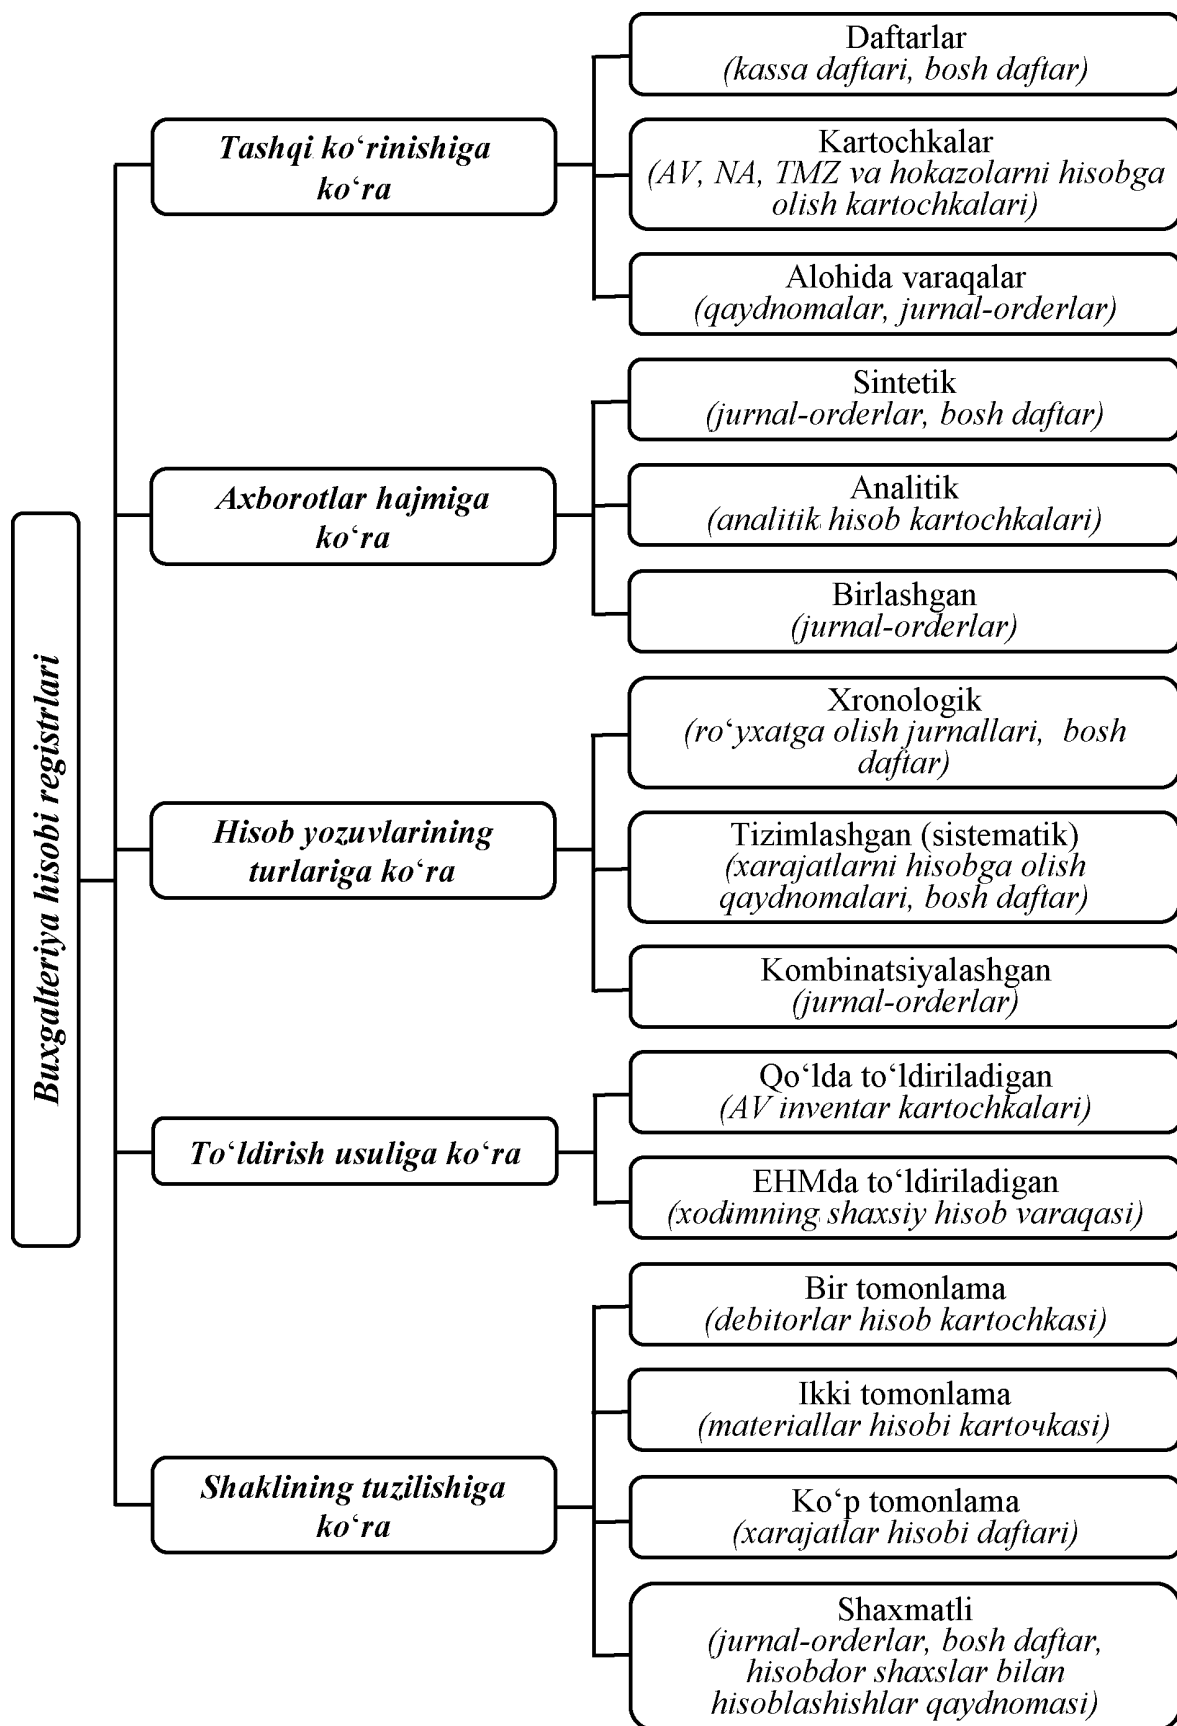 Buxgalteriya hisobi registrlari
Tashqi ko‘rinishiga
ko‘ra
Daftarlar
(kassa daftari, bosh daftar)
Kartochkalar
(AV, NA, TMZ va hokazolarni hisobga
olish kartochkalari)
Alohida varaqalar
(qaydnomalar, jurnal-orderlar)
Axborotlar hajmiga
ko‘ra
Sintetik
(jurnal-orderlar, bosh daftar)
Analitik
(analitik hisob kartochkalari)
Birlashgan
(jurnal-orderlar)
Hisob yozuvlarining
turlariga ko‘ra
Xronologik
(ro‘yxatga olish jurnallari, bosh
daftar)
Tizimlashgan (sistematik)
(xarajatlarni hisobga olish
qaydnomalari, bosh daftar)
Kombinatsiyalashgan
(jurnal-orderlar)
To‘ldirish usuliga ko‘ra
Qo‘lda to‘ldiriladigan
(AV inventar kartochkalari)
EHMda to‘ldiriladigan
(xodimning shaxsiy hisob varaqasi)
Shaklining tuzilishiga
ko‘ra
Bir tomonlama
(debitorlar hisob kartochkasi)
Ikki tomonlama
(materiallar hisobi kartoчkasi)
Ko‘p tomonlama
(xarajatlar hisobi daftari)
Shaxmatli
(jurnal-orderlar, bosh daftar,
hisobdor shaxslar bilan
hisoblashishlar qaydnomasi)